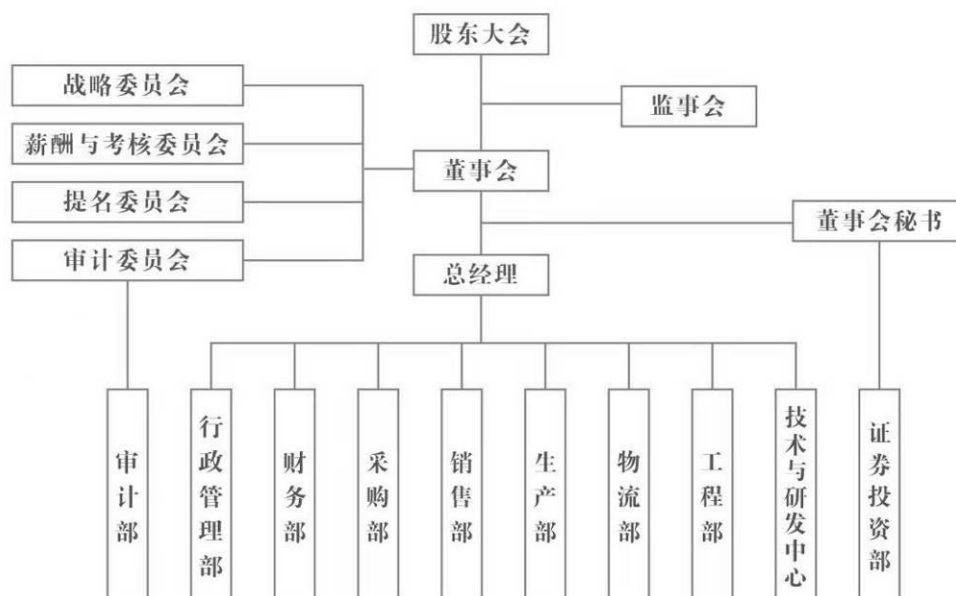 股东大会
战略委员会
监事会
薪酬与考核委员会
董事会
提名委员会
董事会秘书
审计委员会
总经理
审计部
行政管理部
财务部
采购部
销售部
生产部
物流部
工程部
技术与研发中心
证券投资部